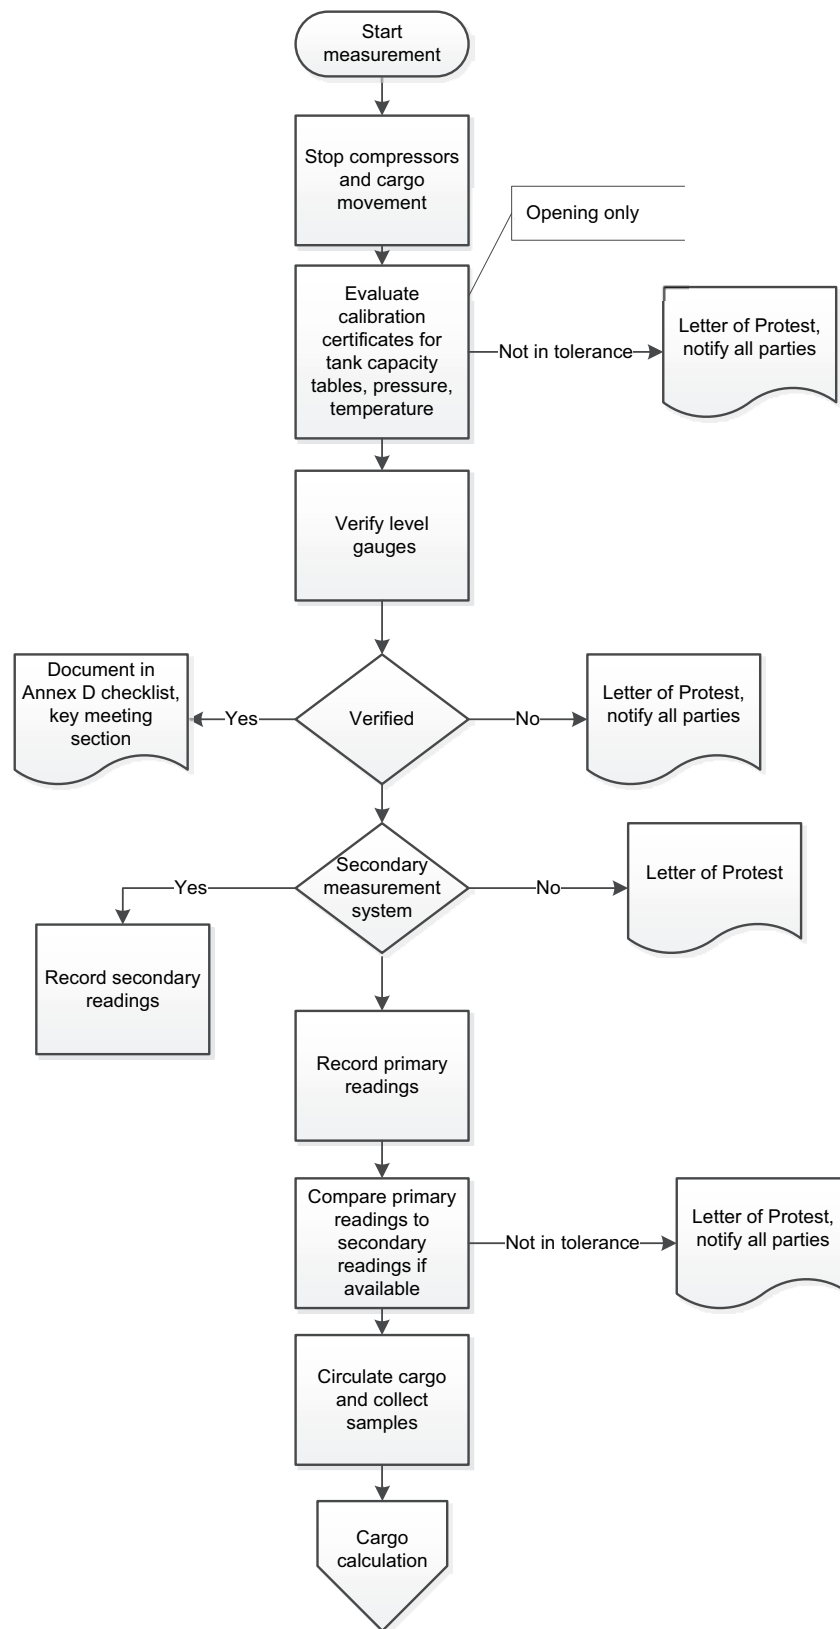 Start
measurement
Stop compressors
and cargo
movement
Opening only
Evaluate
calibration
certificates for
tank capacity
tables, pressure,
temperature
Not in tolerance
Letter of Protest,
notify all parties
Verify level
gauges
Document in
Annex D checklist,
key meeting
section
Yes
Verified
No
Letter of Protest,
notify all parties
Yes
Secondary
measurement
system
No
Letter of Protest
Record secondary
readings
Record primary
readings
Compare primary
readings to
secondary
readings if
available
Not in tolerance
Letter of Protest,
notify all parties
Circulate cargo
and collect
samples
Cargo
calculation